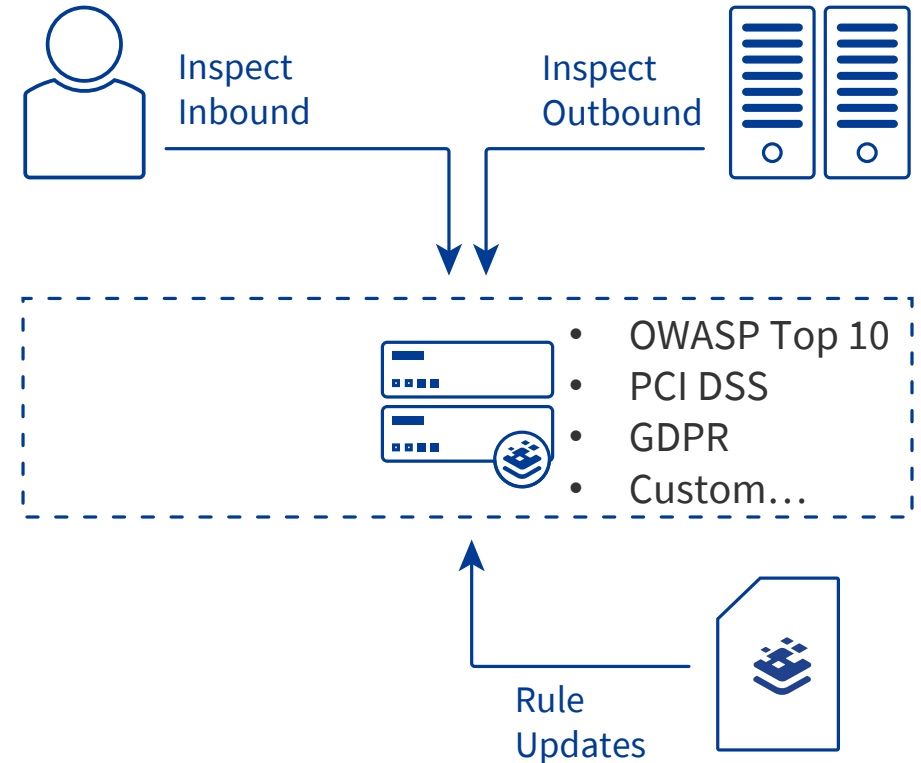 Inspect
Inbound
Inspect
Outbound
• OWASP Top 10
• PCI DSS
• GDPR
• Custom…
Rule
Updates